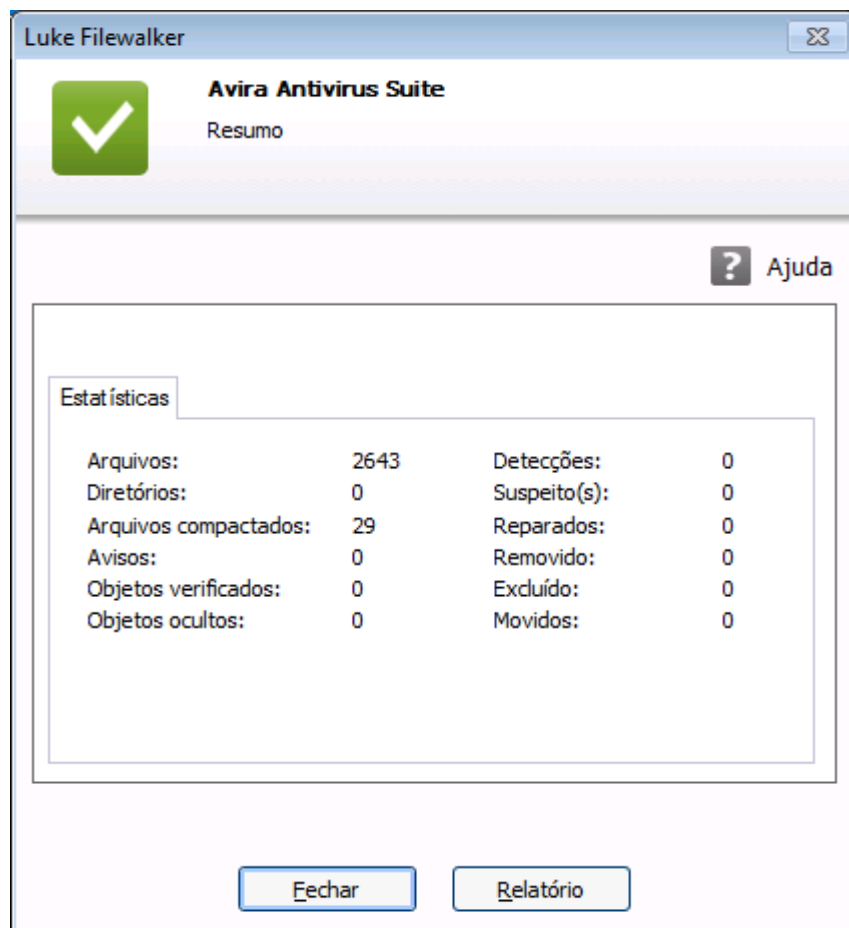 Luke Filewalker
Avira Antivirus Suite
Resumo
? Ajuda
Estatísticas
Arquivos: 2643 Detecções: 0
Diretórios: 0 Suspeito(s): 0
Arquivos compactados: 29 Reparados: 0
Avisos: 0 Removido: 0
Objetos verificados: 0 Excluído: 0
Objetos ocultos: 0 Movidos: 0
Fechar Relatório